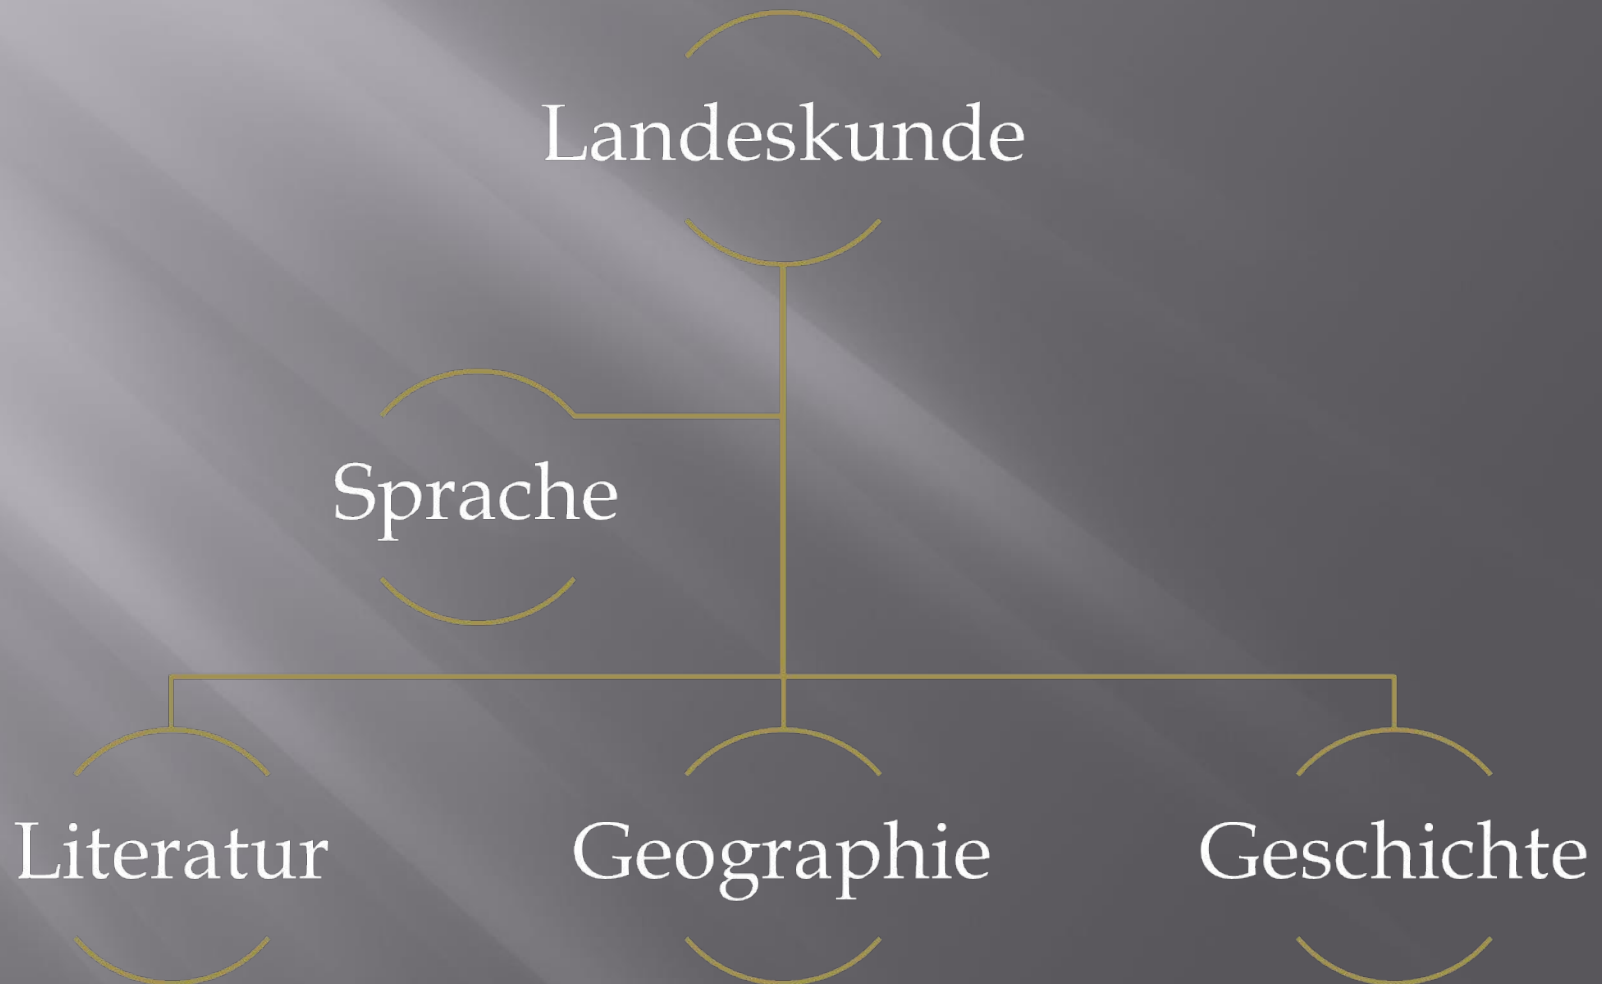 Landeskunde
Sprache
Literatur
Geographie
Geschichte